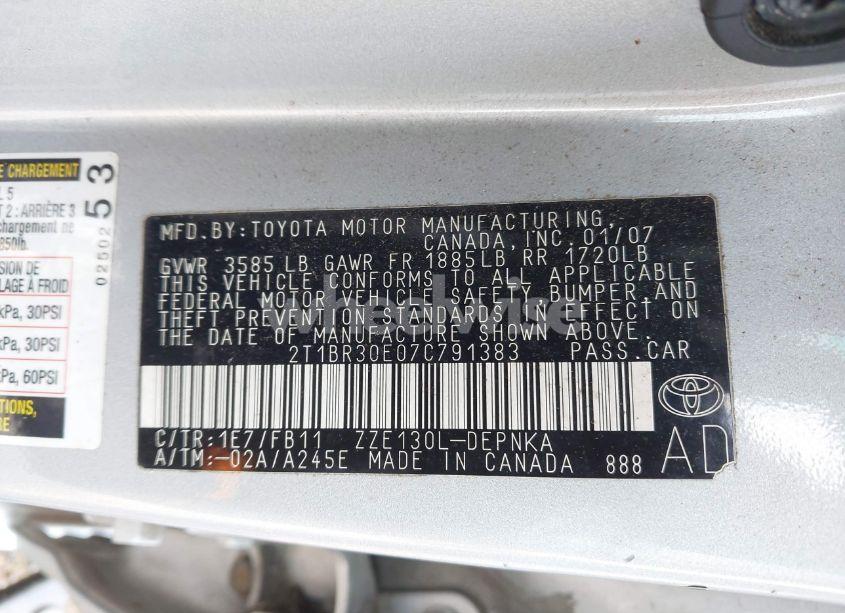 E CHARGEMENT
L 5
T 2 : ARRIÈRE 3
chargement ne
850lb.
02502 53
SION DE
LAGE À FROID
kPa, 30PSI
kPa, 30PSI
Pa, 60PSI
TIONS,
RE
MFD.BY:TOYOTA MOTOR MANUFACTURING,
CANADA, INC. 01/07
GVWR 3585 LB GAWR FR 1885LB, RR 1720LB
THIS VEHICLE CONFORMS TO ALL APPLICABLE
FEDERAL MOTOR VEHICLE SAFETY, BUMPER,AND
THEFT PREVENTION STANDARDS IN EFFECT ON
THE DATE OF MANUFACTURE SHOWN ABOVE.
2T1BR30E07C791383 PASS.CAR
C/TR:1E7/FB11 ZZE130L-DEPNKA
A/TM:-02A/A245E MADE IN CANADA 888
AD
wheelwise